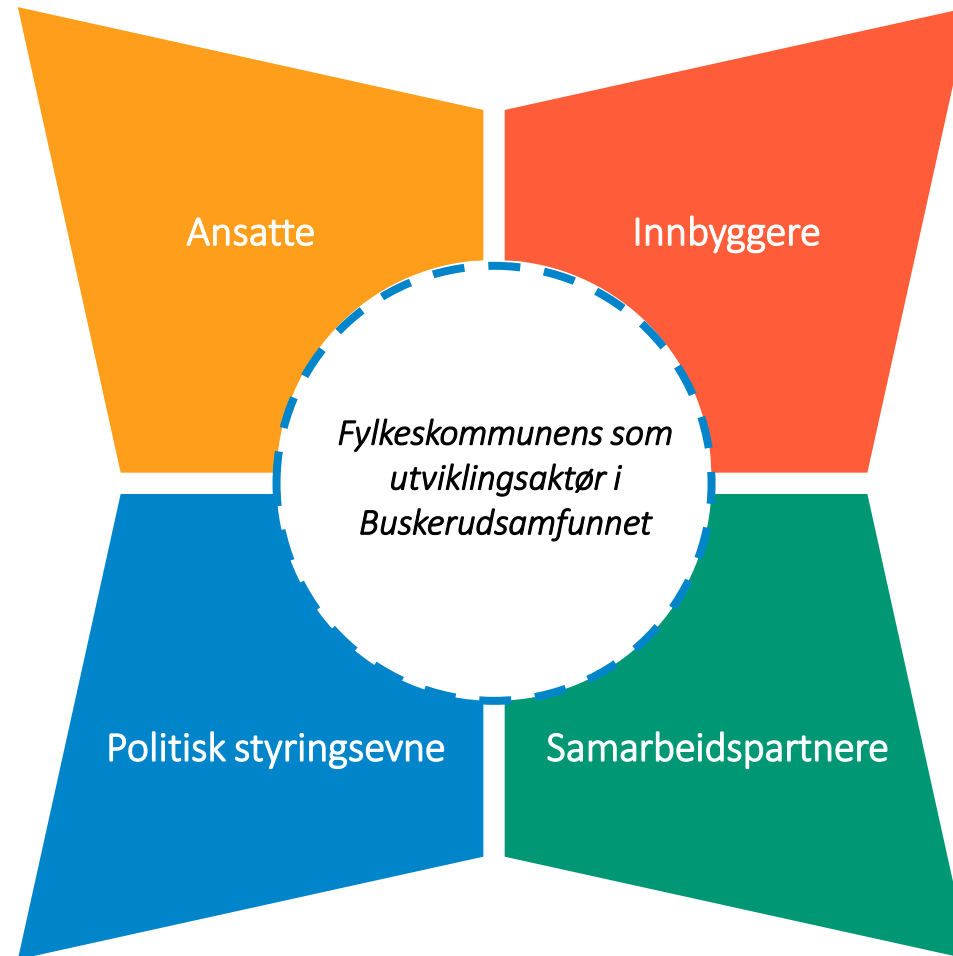 Ansatte
Innbyggere
Fylkeskommunens som
utviklingsaktør i
Buskerudsamfunnet
Politisk styringsevne
Samarbeidspartnere